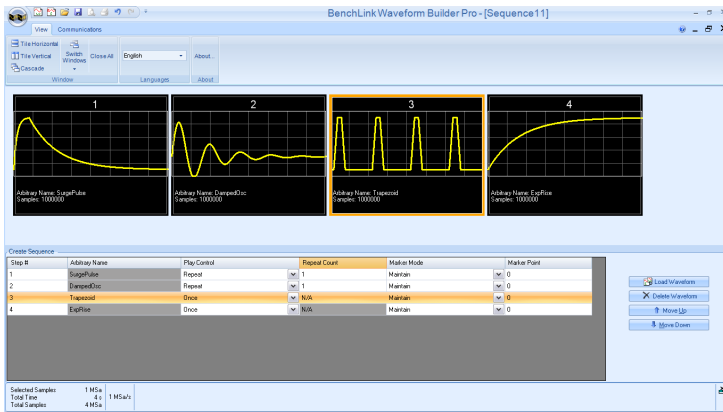 BenchLink Waveform Builder Pro - [Sequence11]
View Communications
Tile Horizontal
Tile Vertical
Cascade
Switch Windows
Close All
Window
English
Languages
About...
About
1
Arbitrary Name: SurgePulse
Samples: 1000000
2
Arbitrary Name: DampedOsc
Samples: 1000000
3
Arbitrary Name: Trapezoid
Samples: 1000000
4
Arbitrary Name: ExpRise
Samples: 1000000
Create Sequence
Step # Arbitray Name Play Control Repeat Count Marker Mode Marker Point
1 SurgePulse Repeat 1 Maintain 0
2 DampedOsc Repeat 1 Maintain 0
3 Trapezoid Once N/A Maintain 0
4 ExpRise Once N/A Maintain 0
Load Waveform
Delete Waveform
Move Up
Move Down
Selected Samples 1 MSa
Total Time 4 s 1 MSa/s
Total Samples 4 MSa